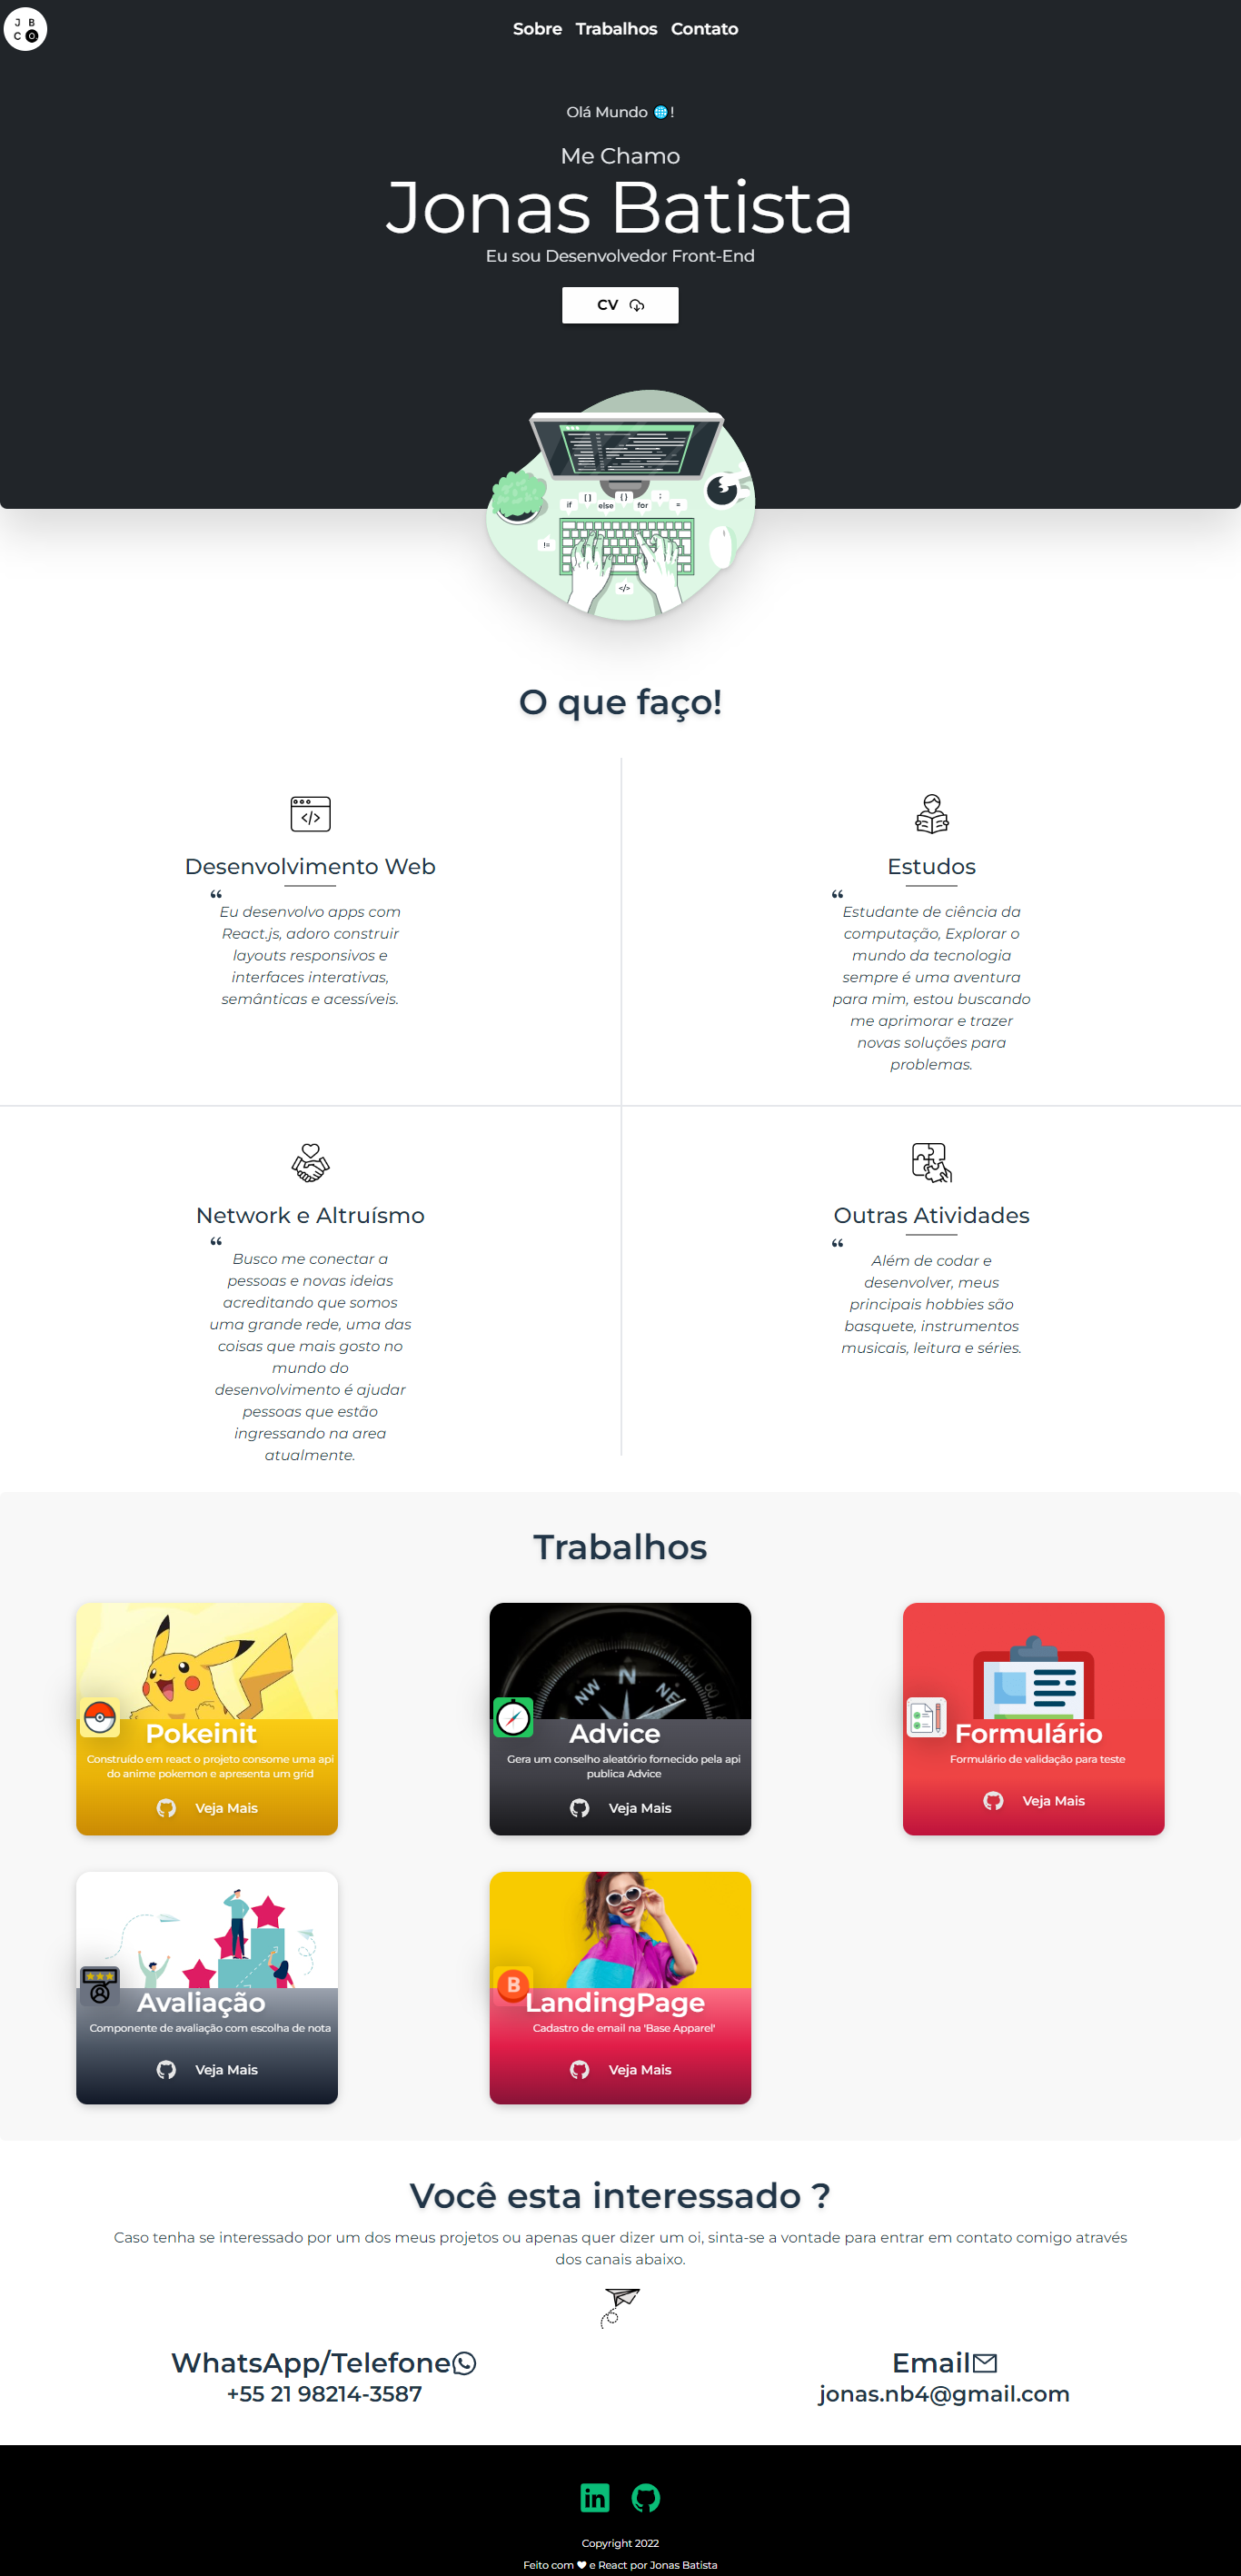 J B
C O
Sobre Trabalhos Contato
Olá Mundo 🌐!
Me Chamo
Jonas Batista
Eu sou Desenvolvedor Front-End
CV
if [ ] else { } for ; =
!=
</>
O que faço!
</>
Desenvolvimento Web
“
Eu desenvolvo apps com
React.js, adoro construir
layouts responsivos e
interfaces interativas,
semânticas e acessíveis.
Estudos
“
Estudante de ciência da
computação, Explorar o
mundo da tecnologia
sempre é uma aventura
para mim, estou buscando
me aprimorar e trazer
novas soluções para
problemas.
Network e Altruísmo
“
Busco me conectar a
pessoas e novas ideias
acreditando que somos
uma grande rede, uma das
coisas que mais gosto no
mundo do
desenvolvimento é ajudar
pessoas que estão
ingressando na area
atualmente.
Outras Atividades
“
Além de codar e
desenvolver, meus
principais hobbies são
basquete, instrumentos
musicais, leitura e séries.
Trabalhos
Pokeinit
Construído em react o projeto consome uma api
do anime pokemon e apresenta um grid
Veja Mais
NW N NE
Advice
Gera um conselho aleatório fornecido pela api
publica Advice
Veja Mais
Formulário
Formulário de validação para teste
Veja Mais
Avaliação
Componente de avaliação com escolha de nota
Veja Mais
B
LandingPage
Cadastro de email na 'Base Apparel'
Veja Mais
Você esta interessado ?
Caso tenha se interessado por um dos meus projetos ou apenas quer dizer um oi, sinta-se a vontade para entrar em contato comigo através
dos canais abaixo.
WhatsApp/Telefone
+55 21 98214-3587
Email
jonas.nb4@gmail.com
in
Copyright 2022
Feito com ❤ e React por Jonas Batista